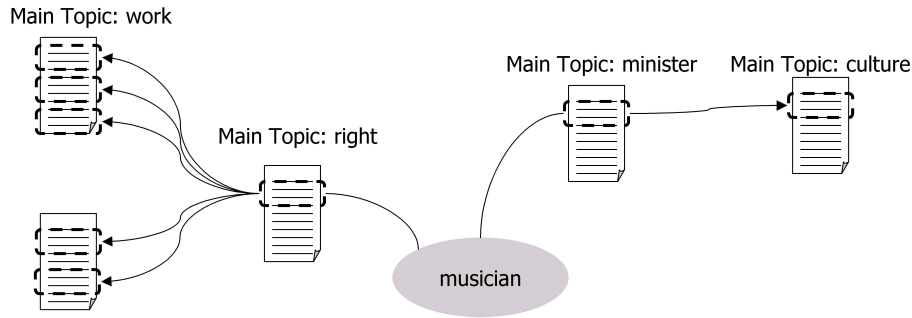 Main Topic: work
Main Topic: minister
Main Topic: culture
Main Topic: right
musician